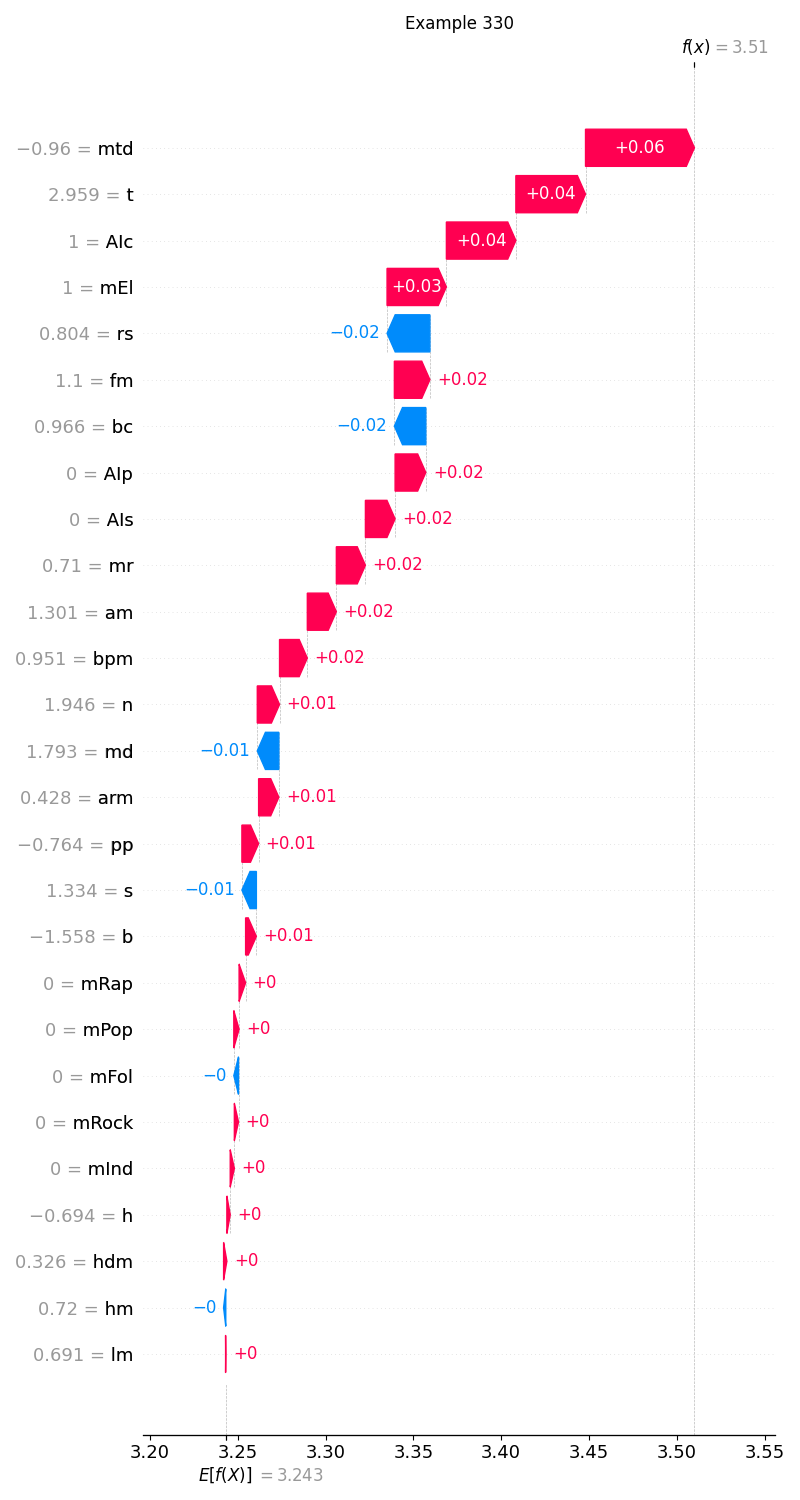 Example 330
f(x) = 3.51
−0.96 = mtd +0.06
2.959 = t +0.04
1 = AIc +0.04
1 = mEl +0.03
0.804 = rs −0.02
1.1 = fm +0.02
0.966 = bc −0.02
0 = AIp +0.02
0 = AIs +0.02
0.71 = mr +0.02
1.301 = am +0.02
0.951 = bpm +0.02
1.946 = n +0.01
1.793 = md −0.01
0.428 = arm +0.01
−0.764 = pp +0.01
1.334 = s −0.01
−1.558 = b +0.01
0 = mRap +0
0 = mPop +0
0 = mFol −0
0 = mRock +0
0 = mInd +0
−0.694 = h +0
0.326 = hdm +0
0.72 = hm −0
0.691 = lm +0
3.20 3.25 3.30 3.35 3.40 3.45 3.50 3.55
E[f(X)] = 3.243